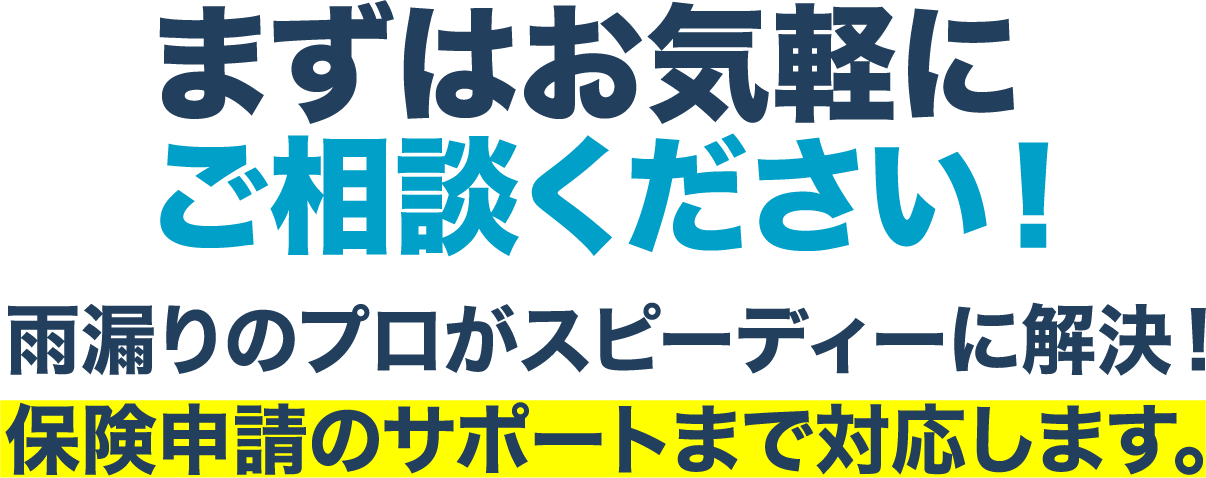 まずはお気軽に
ご相談ください！
雨漏りのプロがスピーディーに解決！
保険申請のサポートまで対応します。